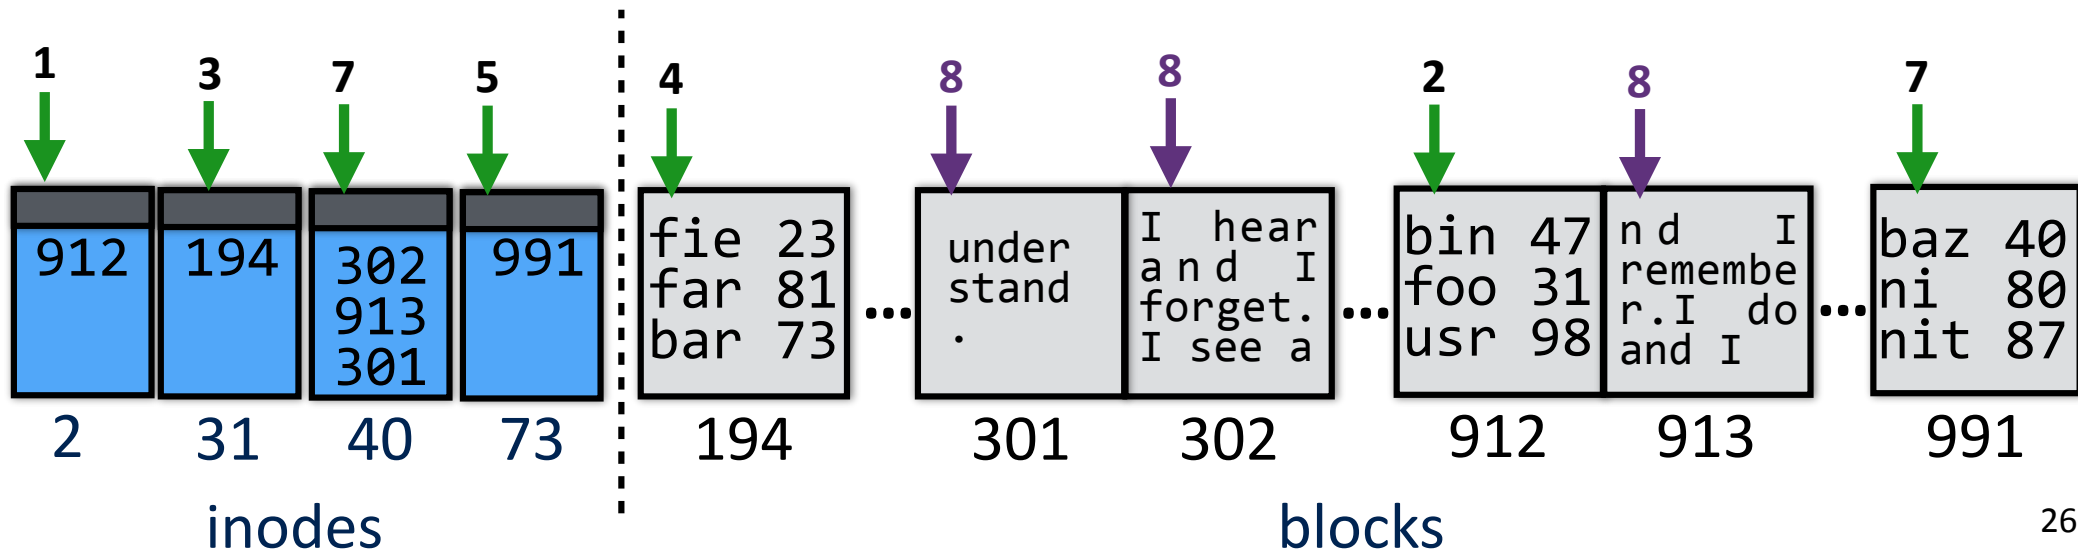 1
3
7
5
4
8
8
2
8
7
912
194
302
913
301
991
fie 23
far 81
bar 73
...
under
stand
.
I hear
and I
forget.
I see a
...
bin 47
foo 31
usr 98
nd I
remembe
r.I do
and I
...
baz 40
ni 80
nit 87
2
31
40
73
194
301
302
912
913
991
inodes
blocks
26